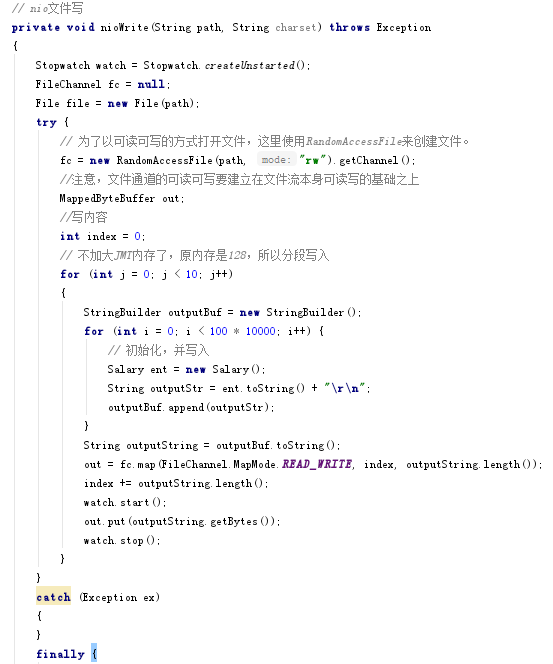 // nio文件写
private void nioWrite(String path, String charset) throws Exception
{
Stopwatch watch = Stopwatch.createUnstarted();
FileChannel fc = null;
File file = new File(path);
try {
// 为了以可读可写的方式打开文件，这里使用RandomAccessFile来创建文件。
fc = new RandomAccessFile(path, mode: "rw").getChannel();
//注意，文件通道的可读可写要建立在文件流本身可读写的基础之上
MappedByteBuffer out;
//写内容
int index = 0;
// 不加大JMT内存了，原内存是128，所以分段写入
for (int j = 0; j < 10; j++)
{
StringBuilder outputBuf = new StringBuilder();
for (int i = 0; i < 100 * 10000; i++) {
// 初始化，并写入
Salary ent = new Salary();
String outputStr = ent.toString() + "\r\n";
outputBuf.append(outputStr);
}
String outputString = outputBuf.toString();
out = fc.map(FileChannel.MapMode.READ_WRITE, index, outputString.length());
index += outputString.length();
watch.start();
out.put(outputString.getBytes());
watch.stop();
}
}
catch (Exception ex)
{
}
finally {